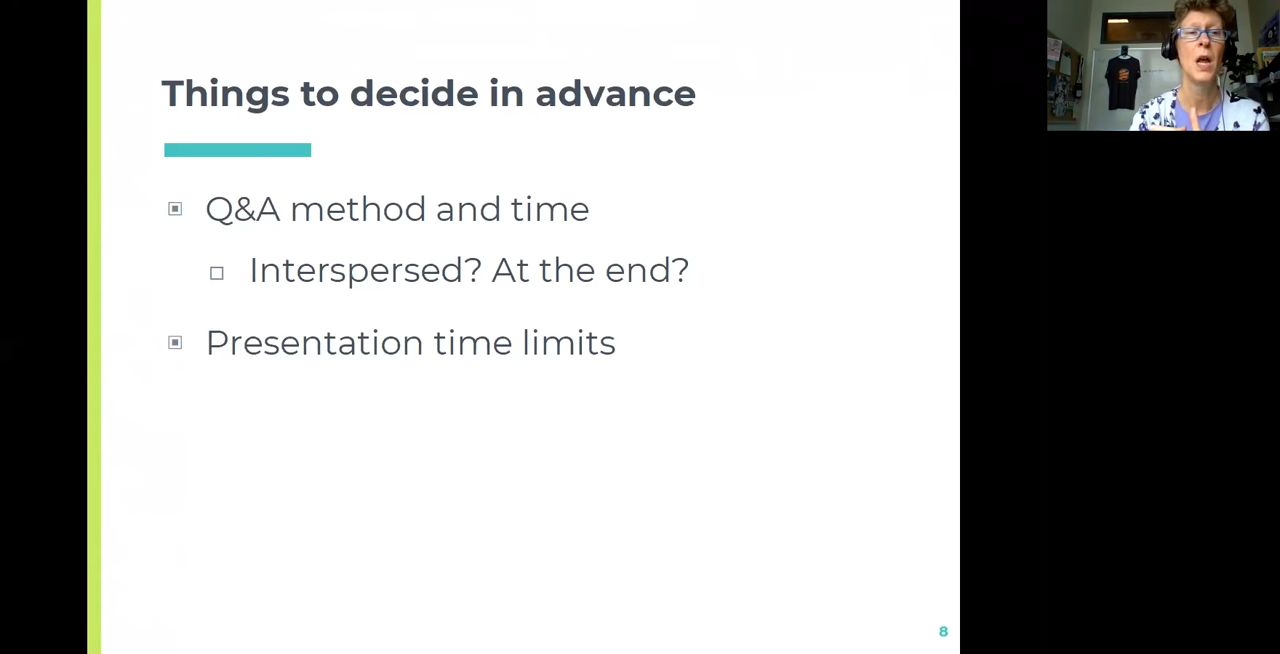 Things to decide in advance
Q&A method and time
Interspersed? At the end?
Presentation time limits
8